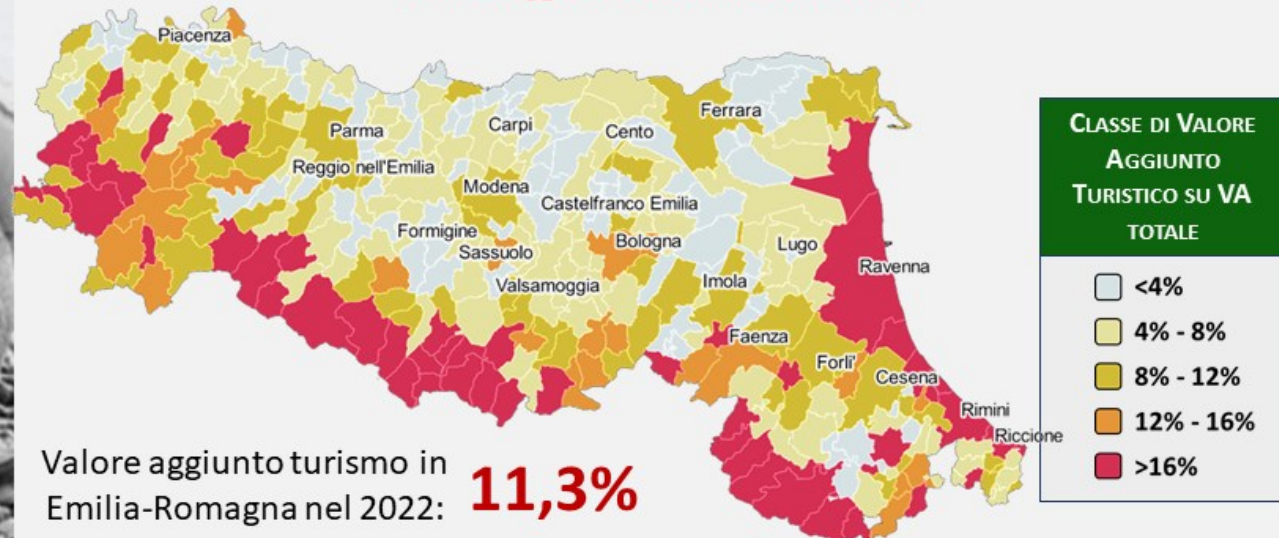 Piacenza
Parma
Carpi
Cento
Ferrara
Reggio nell'Emilia
Modena
Castelfranco Emilia
Formigine
Sassuolo
Bologna
Lugo
Valsamoggia
Imola
Ravenna
Faenza
Forli'
Cesena
Rimini
Riccione
Valore aggiunto turismo in
Emilia-Romagna nel 2022:
11,3%
CLASSE DI VALORE
AGGIUNTO
TURISTICO SU VA
TOTALE
<4%
4% - 8%
8% - 12%
12% - 16%
>16%